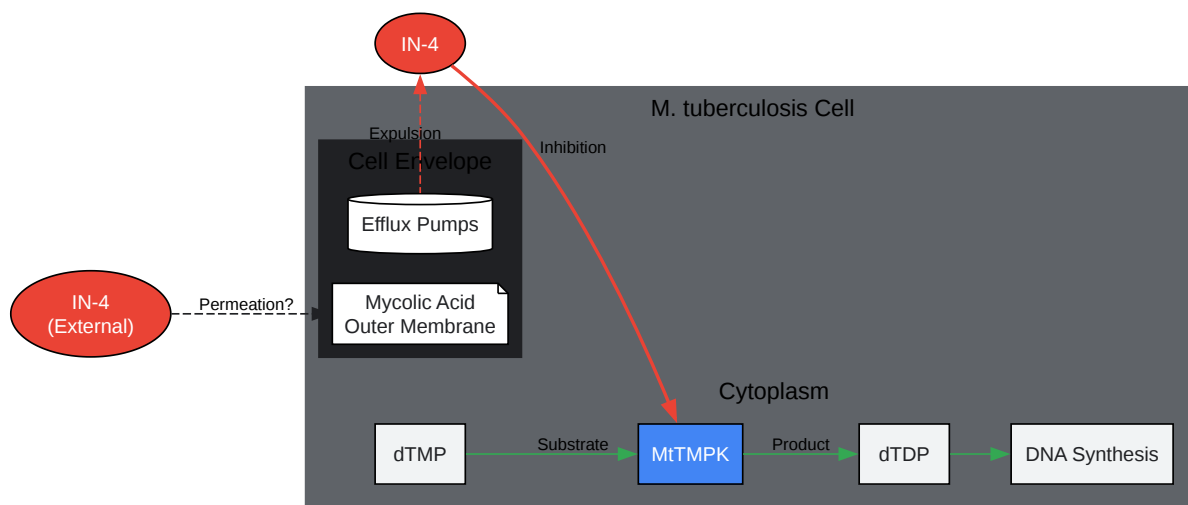 IN-4
M. tuberculosis Cell
Expulsion
Inhibition
Cell Envelope
Efflux Pumps
IN-4
(External)
Permeation?
Mycolic Acid
Outer Membrane
Cytoplasm
dTMP
Substrate
MtTMPK
Product
dTDP
DNA Synthesis